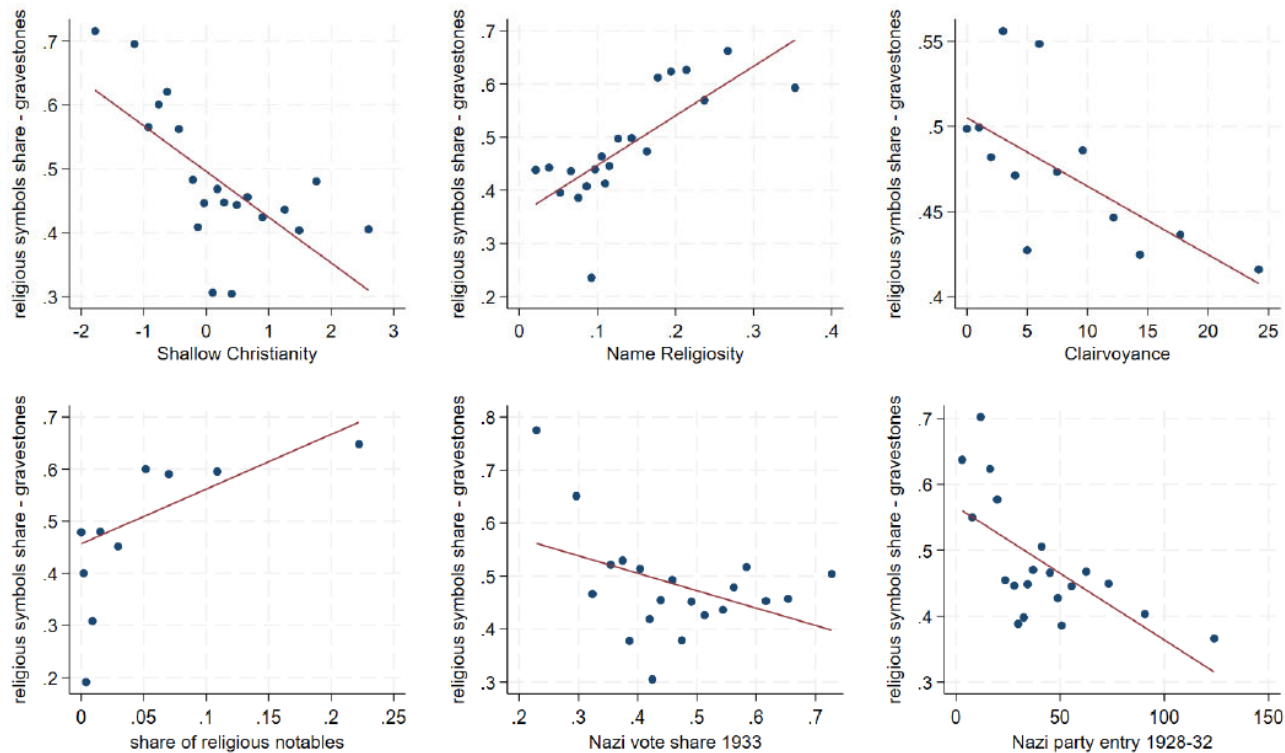 religious symbols share - gravestones
.7
.6
.5
.4
.3
-2 -1 0 1 2 3
Shallow Christianity
religious symbols share - gravestones
.7
.6
.5
.4
.3
.2
0 .1 .2 .3 .4
Name Religiosity
religious symbols share - gravestones
.55
.5
.45
.4
0 5 10 15 20 25
Clairvoyance
religious symbols share - gravestones
.7
.6
.5
.4
.3
.2
0 .05 .1 .15 .2 .25
share of religious notables
religious symbols share - gravestones
.8
.7
.6
.5
.4
.3
.2 .3 .4 .5 .6 .7
Nazi vote share 1933
religious symbols share - gravestones
.7
.6
.5
.4
.3
0 50 100 150
Nazi party entry 1928-32